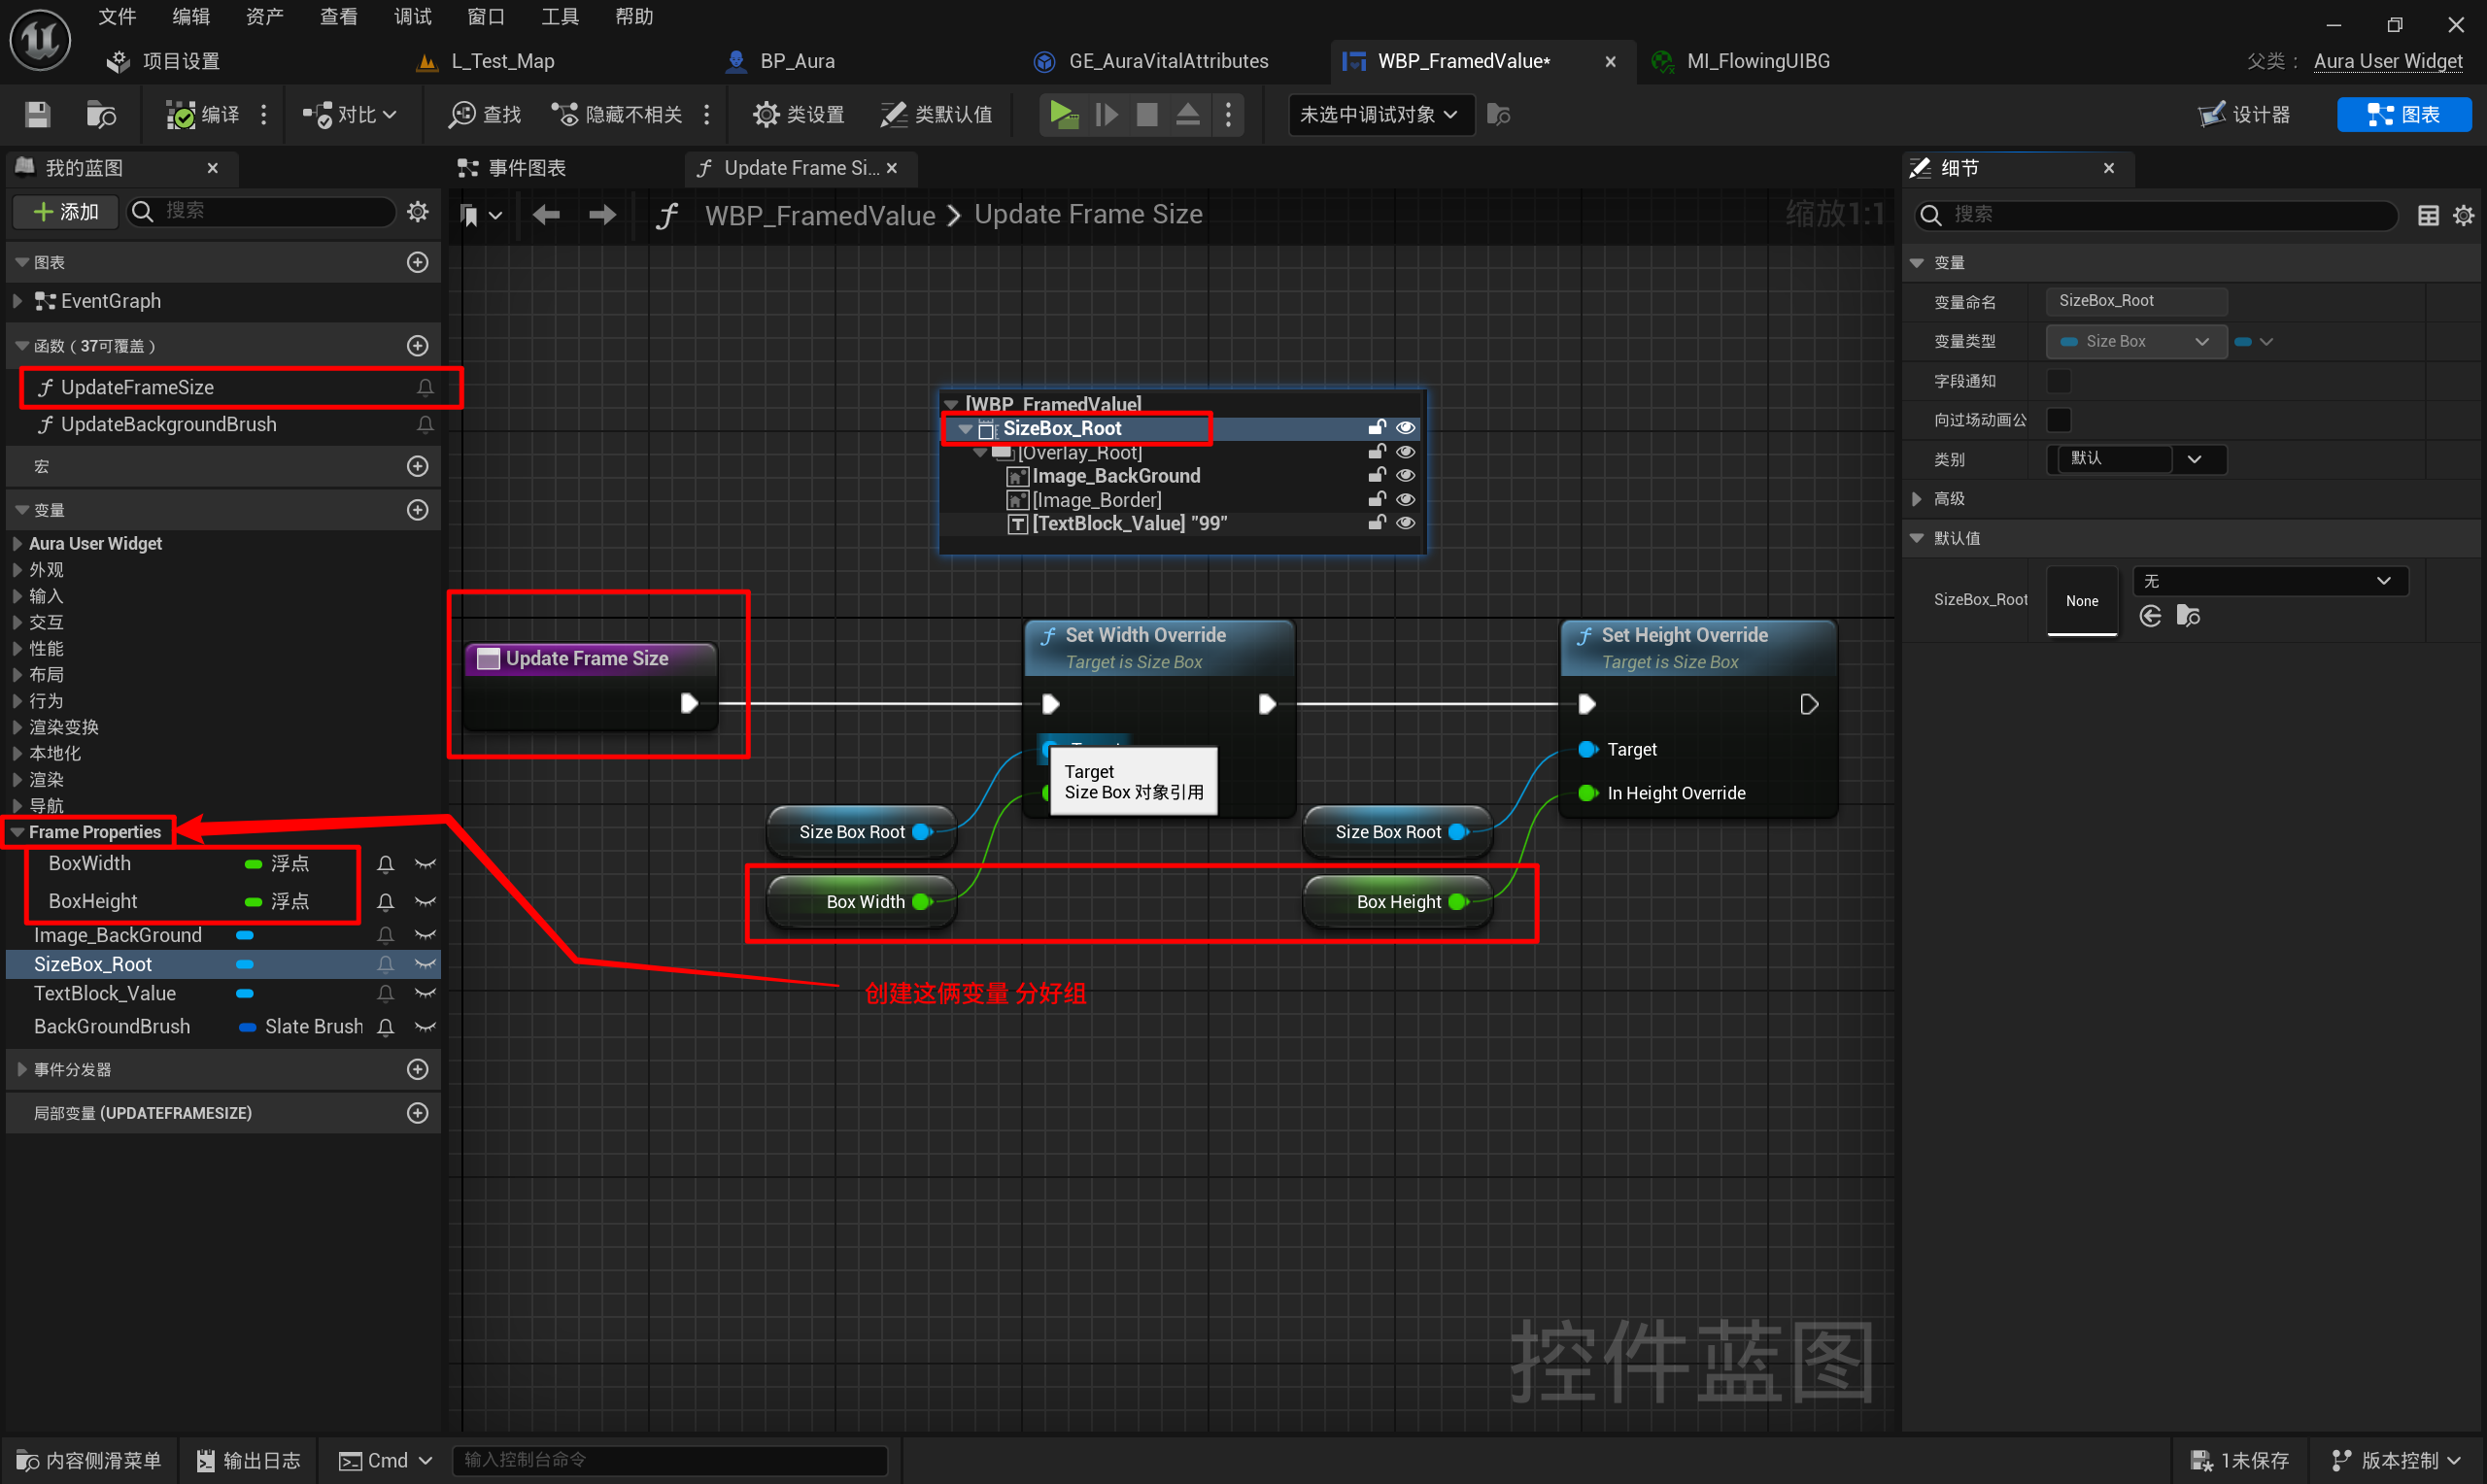 文件 编辑 资产 查看 调试 窗口 工具 帮助
项目设置 L_Test_Map BP_Aura GE_AuraVitalAttributes WBP_FramedValue* MI_FlowingUIBG 父类： Aura User Widget
编译 对比 查找 隐藏不相关 类设置 类默认值 未选中调试对象 设计器 图表
我的蓝图
添加 搜索
图表
EventGraph
函数（37可覆盖）
UpdateFrameSize
UpdateBackgroundBrush
宏
变量
Aura User Widget
外观
输入
交互
性能
布局
行为
渲染变换
本地化
渲染
导航
Frame Properties
BoxWidth 浮点
BoxHeight 浮点
Image_BackGround
SizeBox_Root
TextBlock_Value
BackGroundBrush Slate Brush
事件分发器
局部变量 (UPDATEFRAMESIZE)
事件图表 Update Frame Si...
WBP_FramedValue > Update Frame Size 缩放1:1
[WBP_FramedValue]
SizeBox_Root
[Overlay_Root]
Image_BackGround
[Image_Border]
[TextBlock_Value] "99"
Update Frame Size
Set Width Override
Target is Size Box
Target
Size Box 对象引用
Set Height Override
Target is Size Box
Target
In Height Override
Size Box Root
Size Box Root
Box Width
Box Height
创建这俩变量 分好组
控件蓝图
细节
搜索
变量
变量命名 SizeBox_Root
变量类型 Size Box
字段通知
向过场动画公
类别 默认
高级
默认值
SizeBox_Root None 无
内容侧滑菜单 输出日志 Cmd 输入控制台命令 1未保存 版本控制